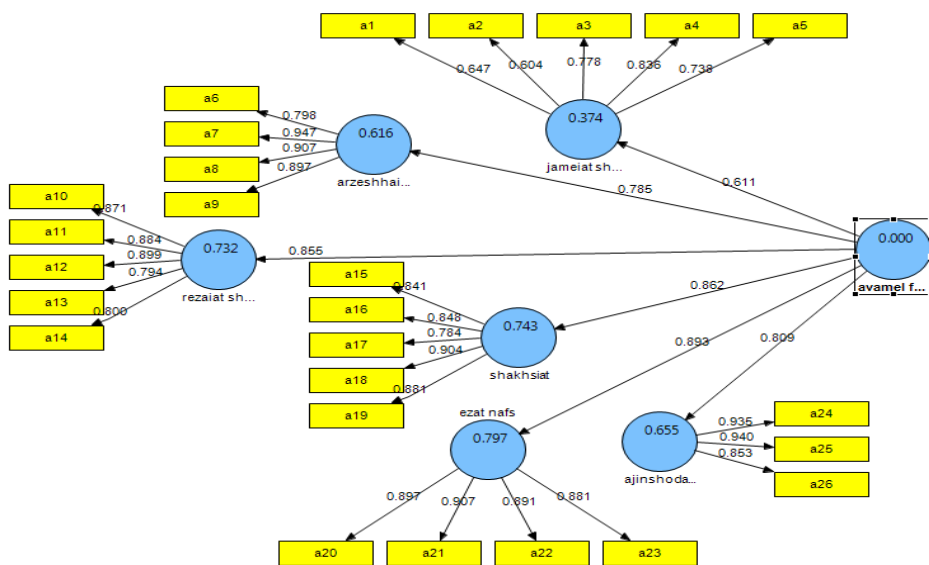 a1
a2
a3
a4
a5
0.647
0.604
0.778
0.836
0.738
0.374
jameiat sh...
a6
a7
a8
a9
0.798
0.947
0.907
0.897
0.616
arzeshhai...
0.785
0.611
a10
a11
a12
a13
a14
0.871
0.884
0.899
0.794
0.800
0.732
rezaiat sh...
0.855
0.000
avamel f...
a15
a16
a17
a18
a19
0.841
0.848
0.784
0.904
0.881
0.743
shakhsiat
0.862
0.893
0.809
ezat nafs
0.797
0.897
0.907
0.891
0.881
a20
a21
a22
a23
0.655
ajinshoda...
0.935
0.940
0.853
a24
a25
a26